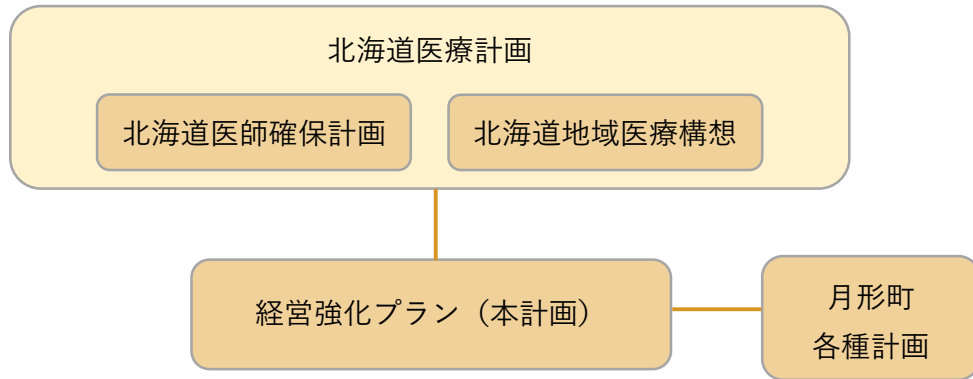 北海道医療計画
北海道医師確保計画
北海道地域医療構想
経営強化プラン（本計画）
月形町
各種計画